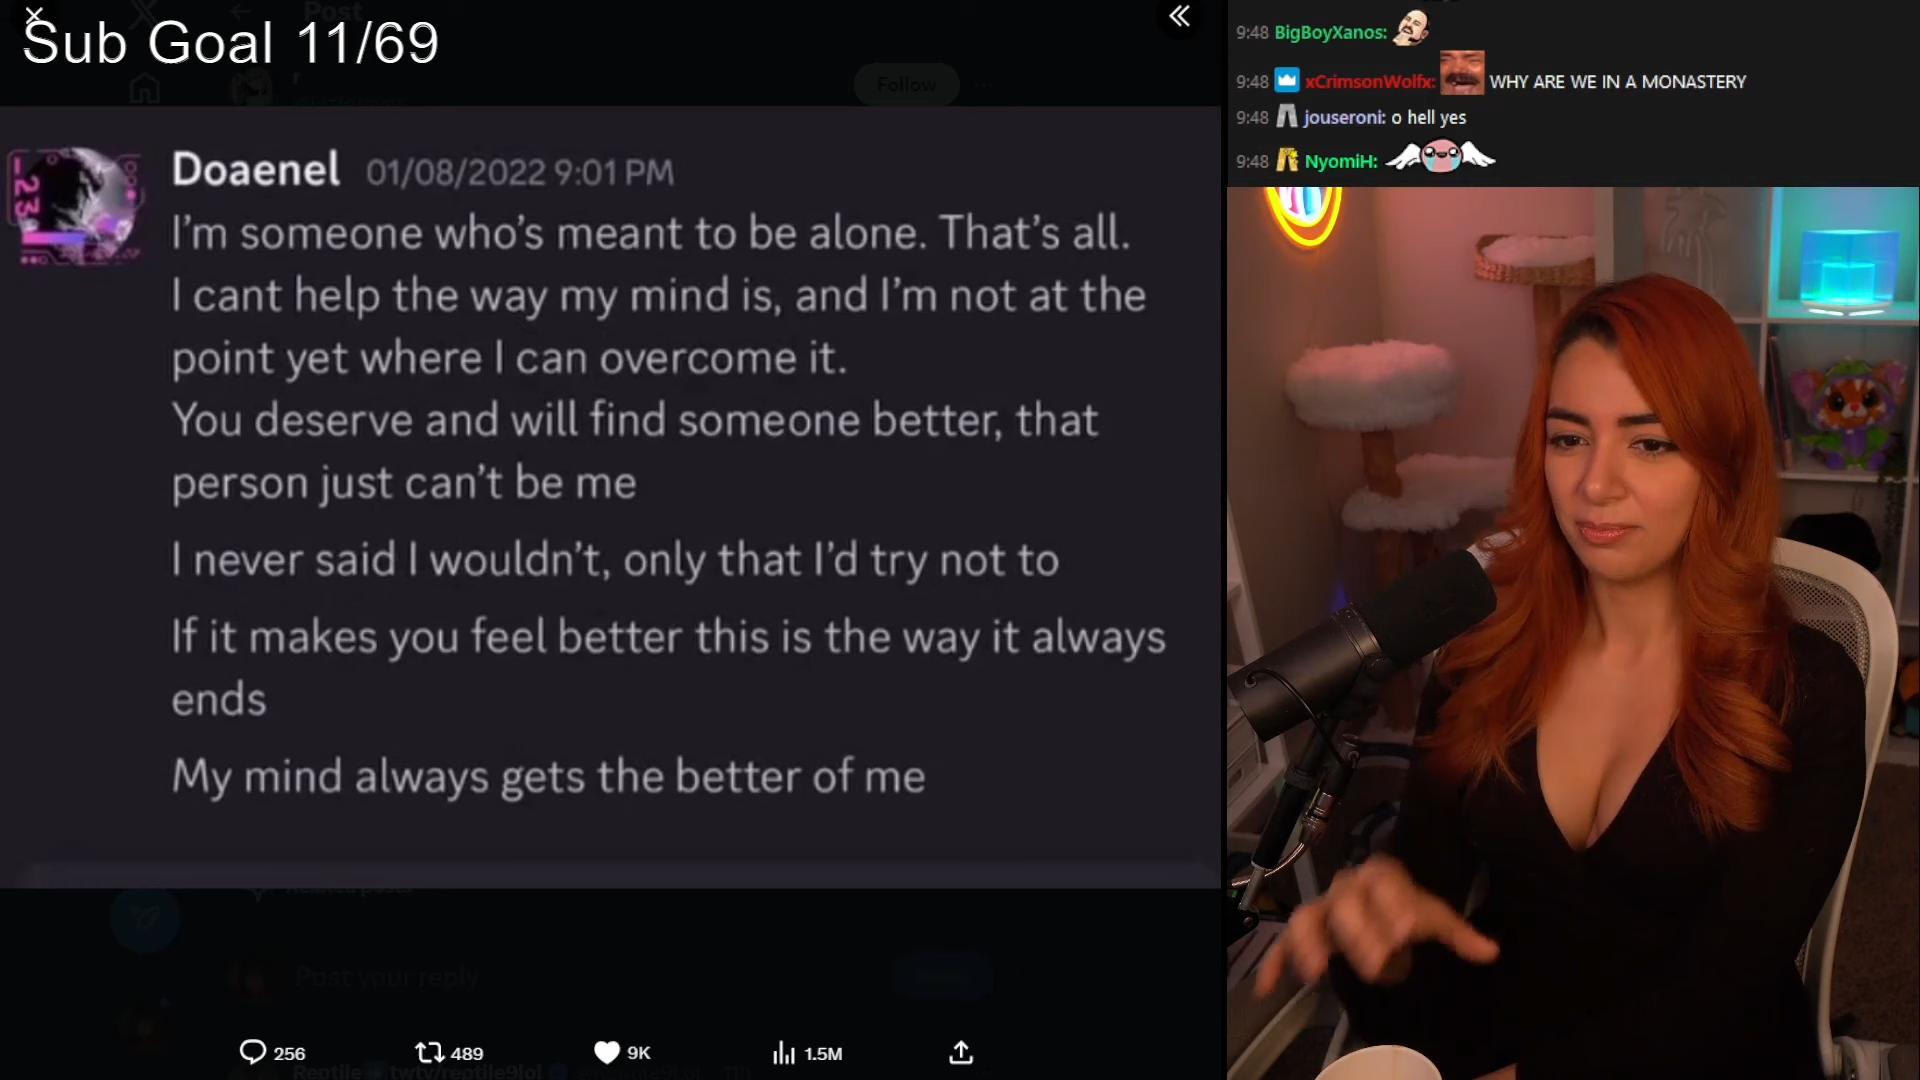 Post
Sub Goal 11/69
r
Follow
Doaenel 01/08/2022 9:01 PM
I'm someone who's meant to be alone. That's all.
I cant help the way my mind is, and I'm not at the
point yet where I can overcome it.
You deserve and will find someone better, that
person just can't be me
I never said I wouldn't, only that I'd try not to
If it makes you feel better this is the way it always
ends
My mind always gets the better of me
Post your reply
256 489 9K 1.5M
9:48 BigBoyXanos:
9:48 xCrimsonWolfx: WHY ARE WE IN A MONASTERY
9:48 jouseroni: o hell yes
9:48 NyomiH: